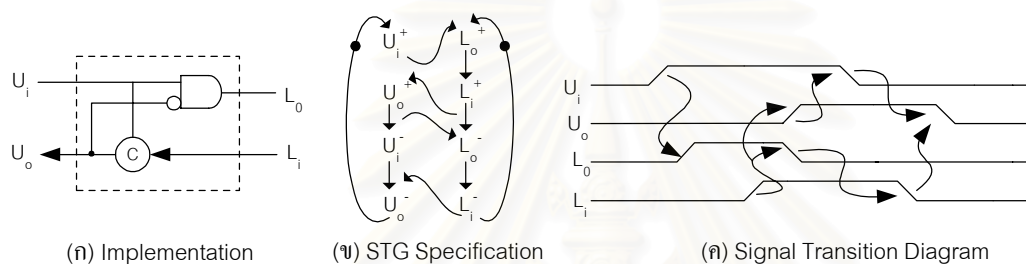 U_i
U_o
C
L_0
L_i
(ก) Implementation
U_i^+ L_o^+
U_o^+ L_i^+
U_i^- L_o^-
U_o^- L_i^-
(ข) STG Specification
U_i
U_o
L_0
L_i
(ค) Signal Transition Diagram